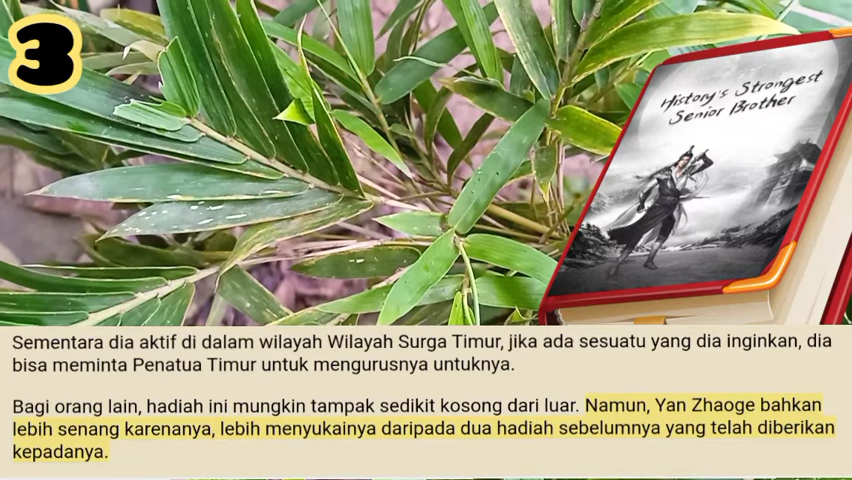 3
History's Strongest
Senior Brother
Sementara dia aktif di dalam wilayah Wilayah Surga Timur, jika ada sesuatu yang dia inginkan, dia
bisa meminta Penatua Timur untuk mengurusnya untuknya.
Bagi orang lain, hadiah ini mungkin tampak sedikit kosong dari luar. Namun, Yan Zhaoge bahkan
lebih senang karenanya, lebih menyukainya daripada dua hadiah sebelumnya yang telah diberikan
kepadanya.